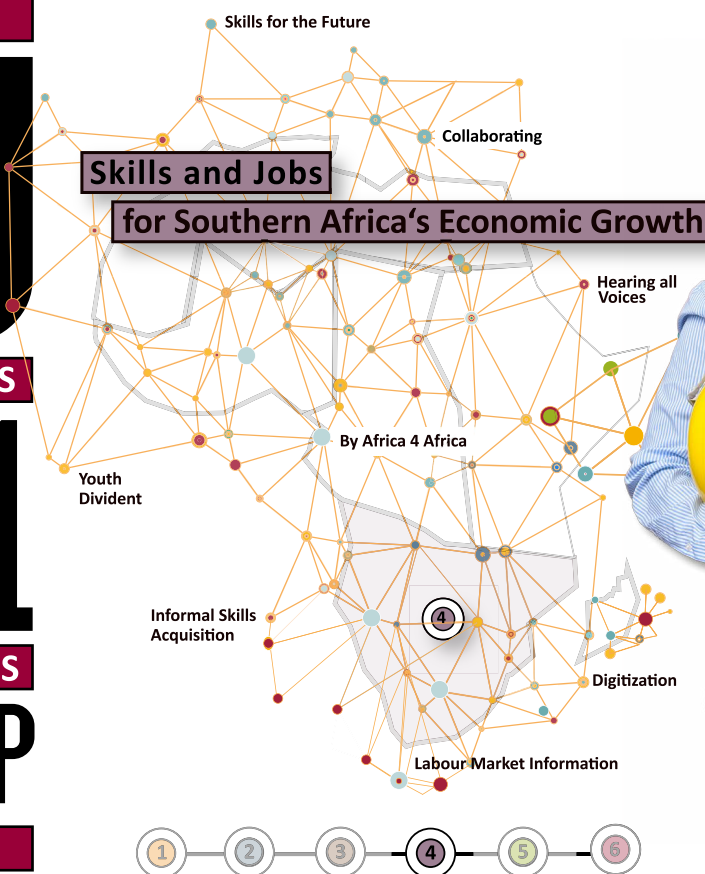 Skills for the Future
Collaborating
Skills and Jobs
for Southern Africa‘s Economic Growth
Hearing all
Voices
S
By Africa 4 Africa
Youth
Divident
4
Informal Skills
Acquisition
S
Digitization
P
Labour Market Information
1 2 3 4 5 6